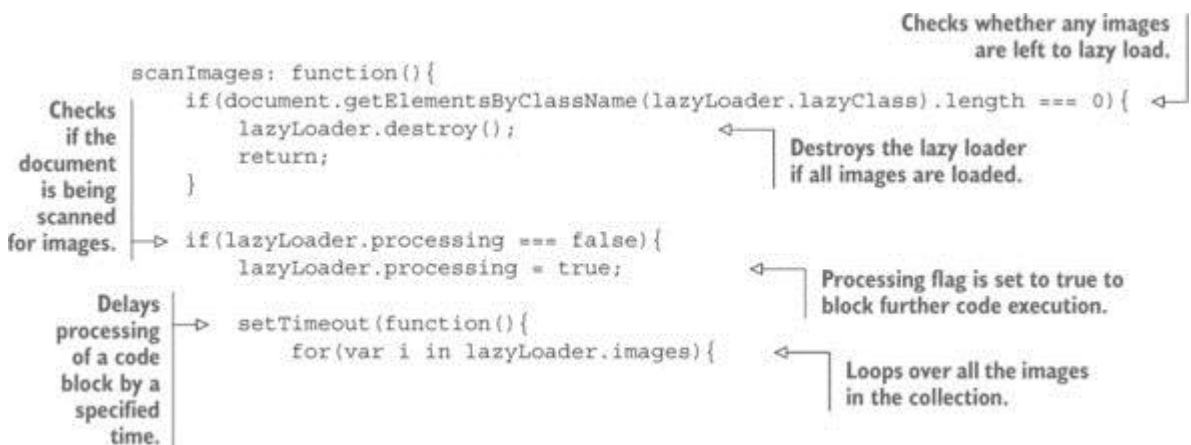 Checks whether any images
are left to lazy load.
scanImages: function(){
if(document.getElementsByClassName(lazyLoader.lazyClass).length === 0){
lazyLoader.destroy();
return;
}
Checks
if the
document
is being
scanned
for images.
Destroys the lazy loader
if all images are loaded.
if(lazyLoader.processing === false){
lazyLoader.processing = true;
Processing flag is set to true to
block further code execution.
Delays
processing
of a code
block by a
specified
time.
setTimeout(function(){
for(var i in lazyLoader.images){
Loops over all the images
in the collection.